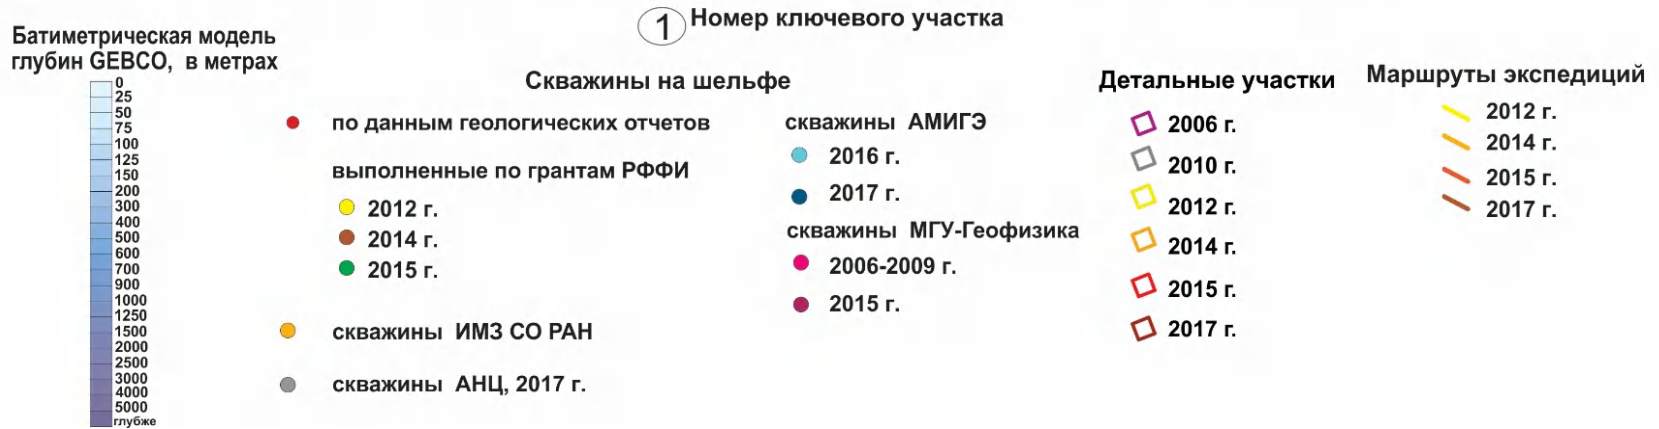 1 Номер ключевого участка
Батиметрическая модель
глубин GEBCO, в метрах
0
25
50
75
100
125
150
200
300
400
500
600
700
900
1000
1250
1500
2000
2500
3000
4000
5000
глубже
Скважины на шельфе
по данным геологических отчетов
выполненные по грантам РФФИ
2012 г.
2014 г.
2015 г.
скважины ИМЗ СО РАН
скважины АНЦ, 2017 г.
скважины АМИГЭ
2016 г.
2017 г.
скважины МГУ-Геофизика
2006-2009 г.
2015 г.
Детальные участки
2006 г.
2010 г.
2012 г.
2014 г.
2015 г.
2017 г.
Маршруты экспедиций
2012 г.
2014 г.
2015 г.
2017 г.